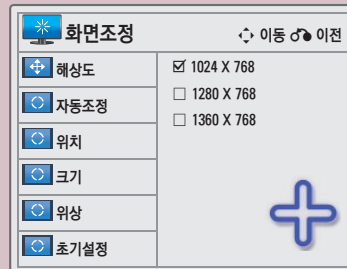 화면조정
이동 이전
해상도
1024 X 768
1280 X 768
자동조정
1360 X 768
위치
크기
위상
초기설정